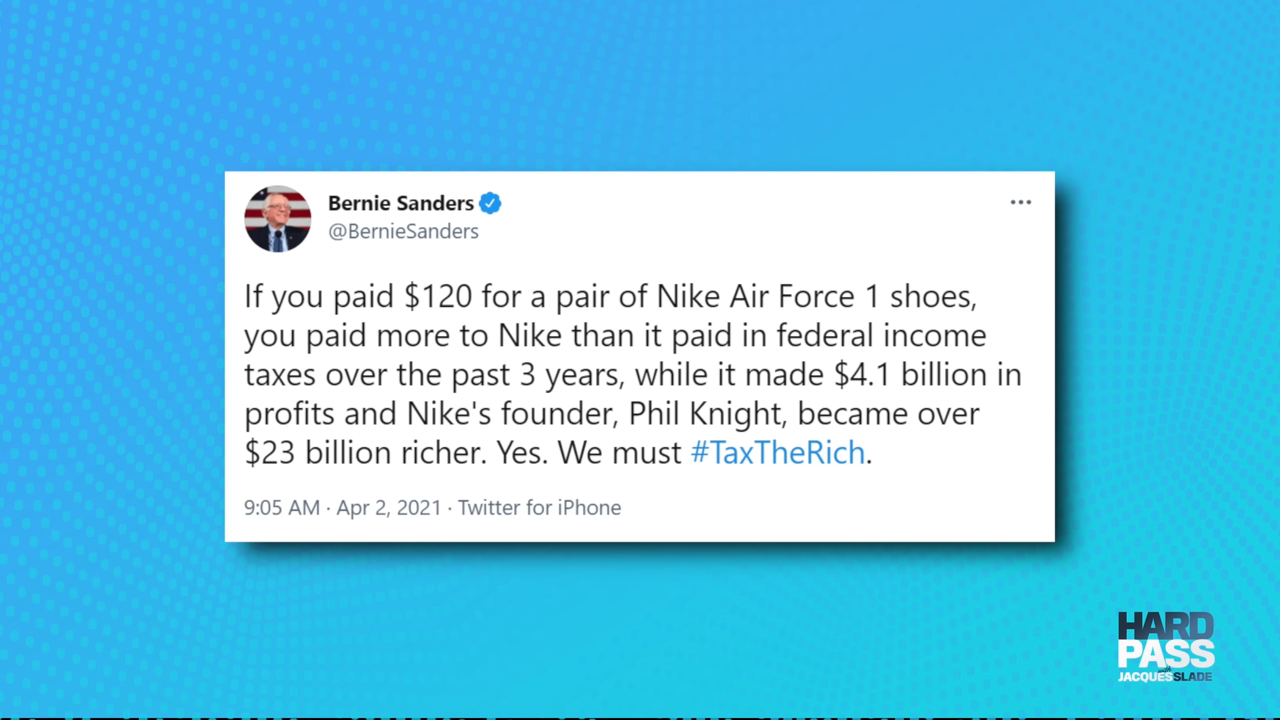 Bernie Sanders
@BernieSanders
If you paid $120 for a pair of Nike Air Force 1 shoes,
you paid more to Nike than it paid in federal income
taxes over the past 3 years, while it made $4.1 billion in
profits and Nike's founder, Phil Knight, became over
$23 billion richer. Yes. We must #TaxTheRich.
9:05 AM · Apr 2, 2021 · Twitter for iPhone
HARD
PASS
with
JACQUES SLADE